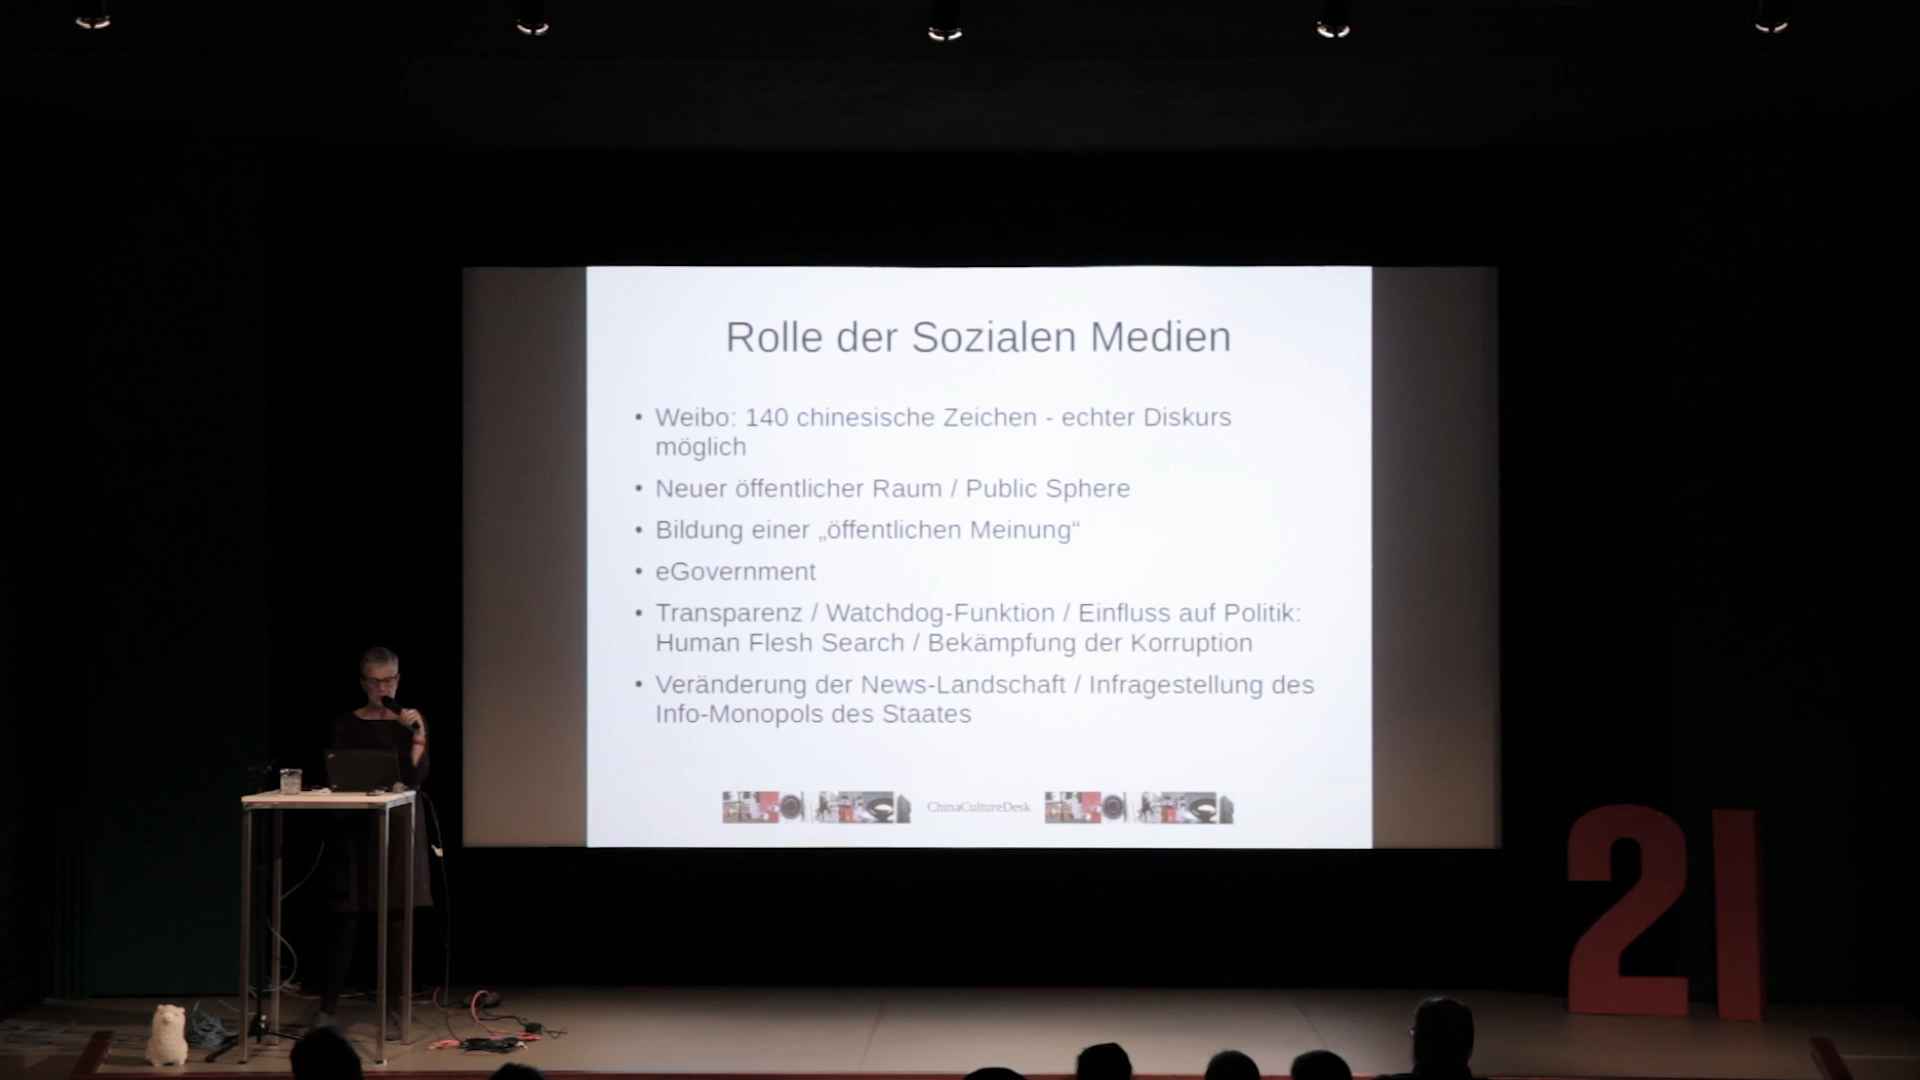 Rolle der Sozialen Medien
• Weibo: 140 chinesische Zeichen - echter Diskurs
möglich
• Neuer öffentlicher Raum / Public Sphere
• Bildung einer „öffentlichen Meinung“
• eGovernment
• Transparenz / Watchdog-Funktion / Einfluss auf Politik:
Human Flesh Search / Bekämpfung der Korruption
• Veränderung der News-Landschaft / Infragestellung des
Info-Monopols des Staates
ChinaCultureDesk
21